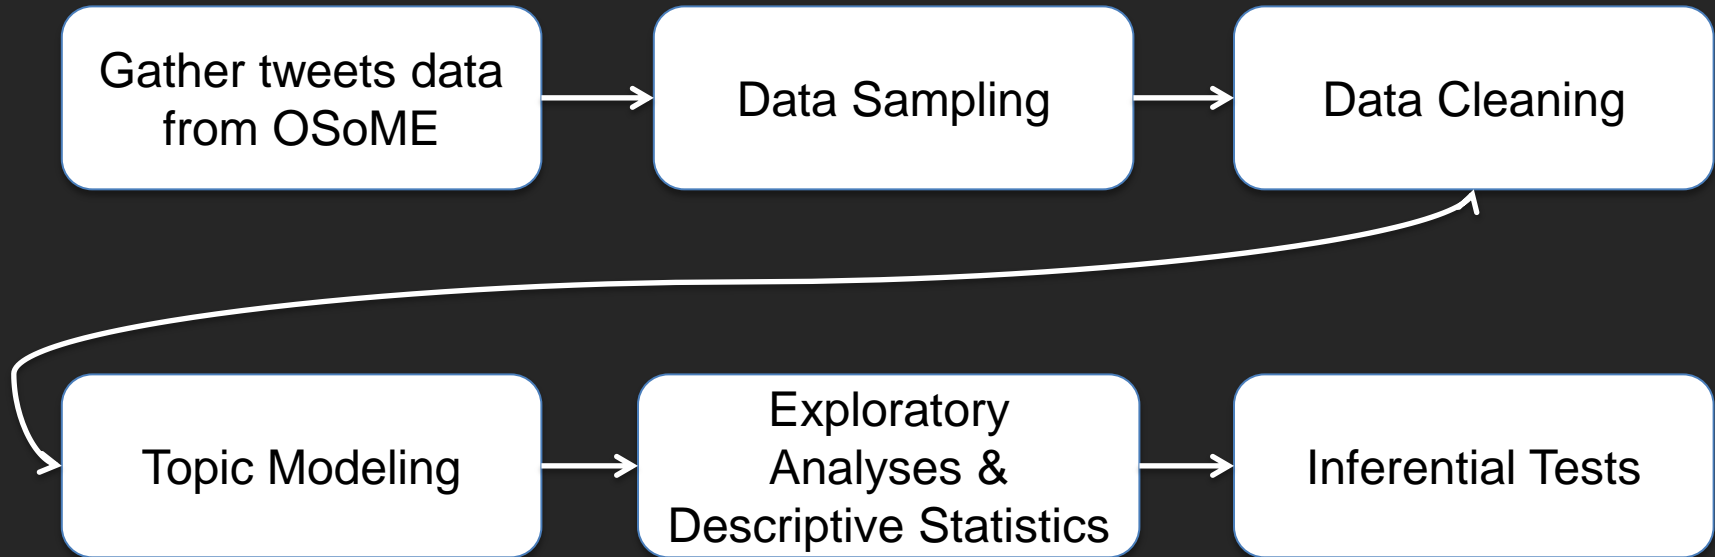 Gather tweets data
from OSoME
Data Sampling
Data Cleaning
Topic Modeling
Exploratory
Analyses &
Descriptive Statistics
Inferential Tests